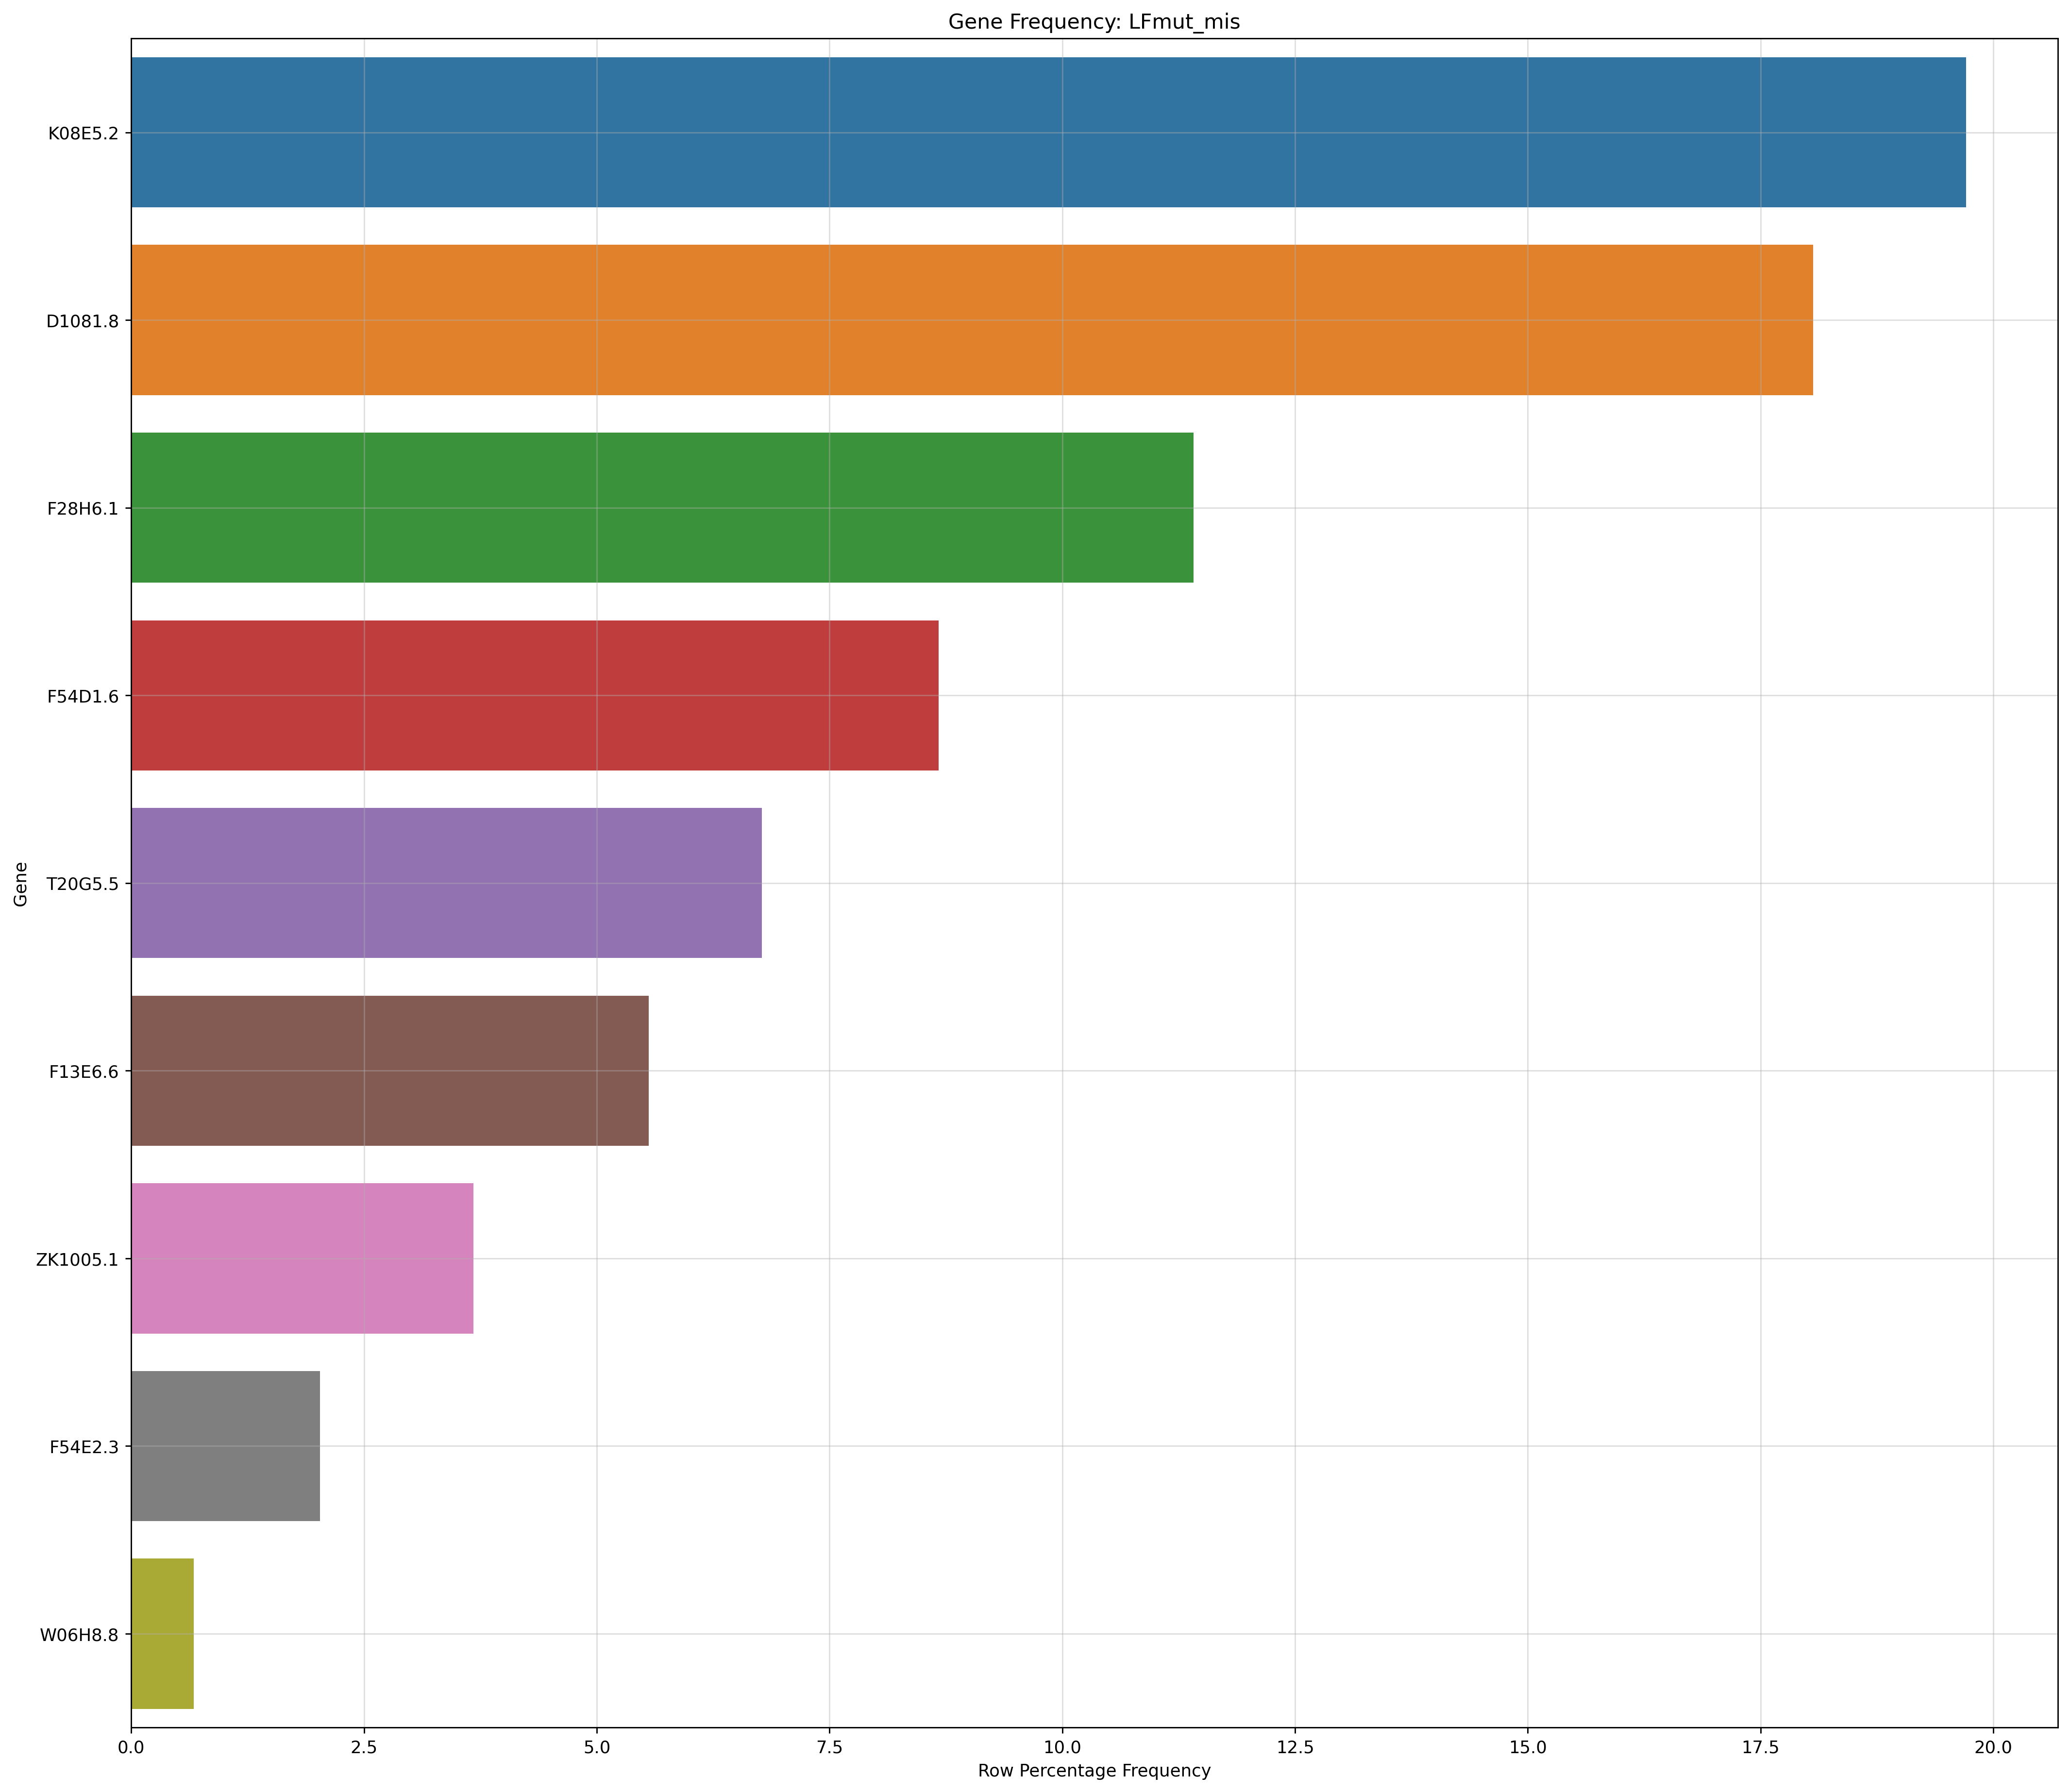 Gene Frequency: LFmut_mis
Gene
K08E5.2
D1081.8
F28H6.1
F54D1.6
T20G5.5
F13E6.6
ZK1005.1
F54E2.3
W06H8.8
0.0 2.5 5.0 7.5 10.0 12.5 15.0 17.5 20.0
Row Percentage Frequency